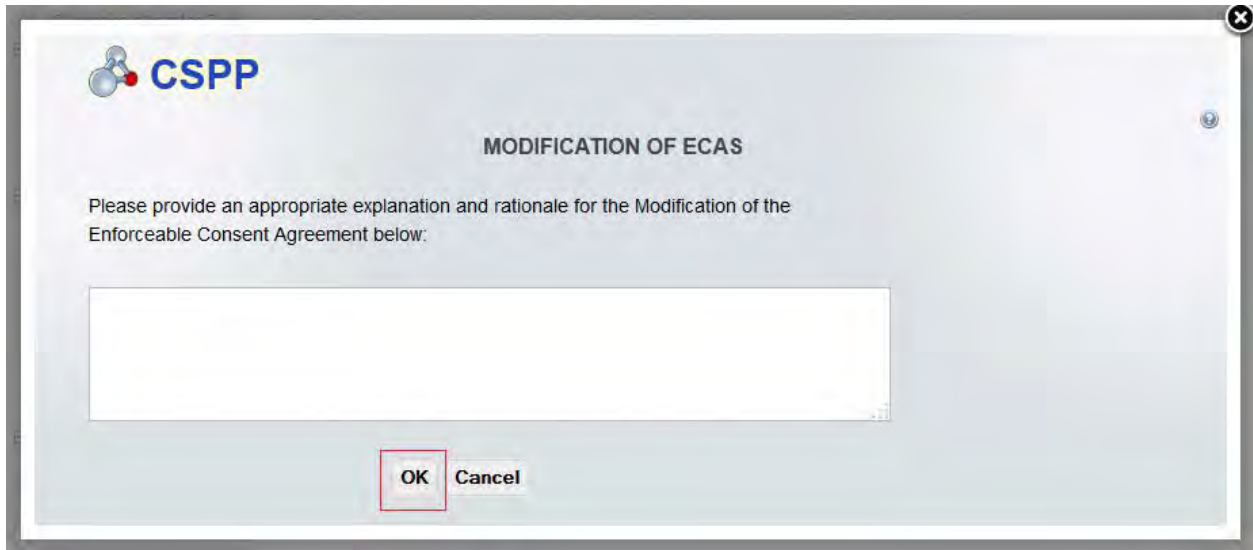 CSPP
MODIFICATION OF ECAS
Please provide an appropriate explanation and rationale for the Modification of the
Enforceable Consent Agreement below:
OK Cancel